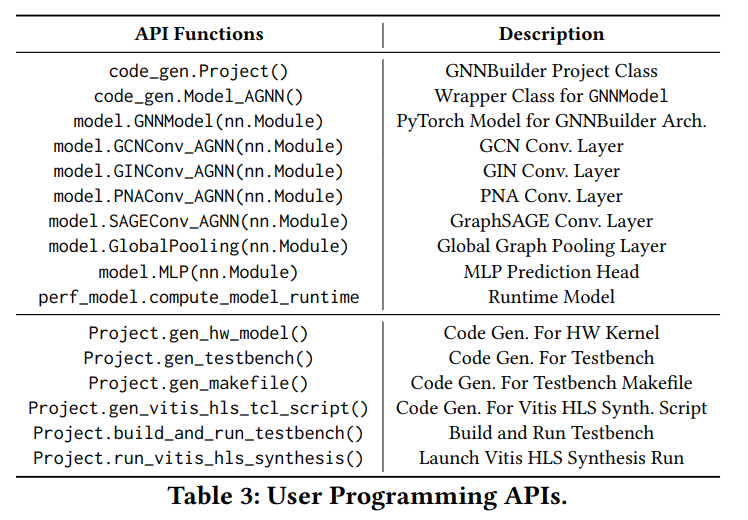 API Functions Description
code_gen.Project() GNNBuilder Project Class
code_gen.Model_AGNN() Wrapper Class for GNNModel
model.GNNModel(nn.Module) PyTorch Model for GNNBuilder Arch.
model.GCNConv_AGNN(nn.Module) GCN Conv. Layer
model.GINConv_AGNN(nn.Module) GIN Conv. Layer
model.PNAConv_AGNN(nn.Module) PNA Conv. Layer
model.SAGEConv_AGNN(nn.Module) GraphSAGE Conv. Layer
model.GlobalPooling(nn.Module) Global Graph Pooling Layer
model.MLP(nn.Module) MLP Prediction Head
perf_model.compute_model_runtime Runtime Model
Project.gen_hw_model() Code Gen. For HW Kernel
Project.gen_testbench() Code Gen. For Testbench
Project.gen_makefile() Code Gen. For Testbench Makefile
Project.gen_vitis_hls_tcl_script() Code Gen. For Vitis HLS Synth. Script
Project.build_and_run_testbench() Build and Run Testbench
Project.run_vitis_hls_synthesis() Launch Vitis HLS Synthesis Run
Table 3: User Programming APIs.